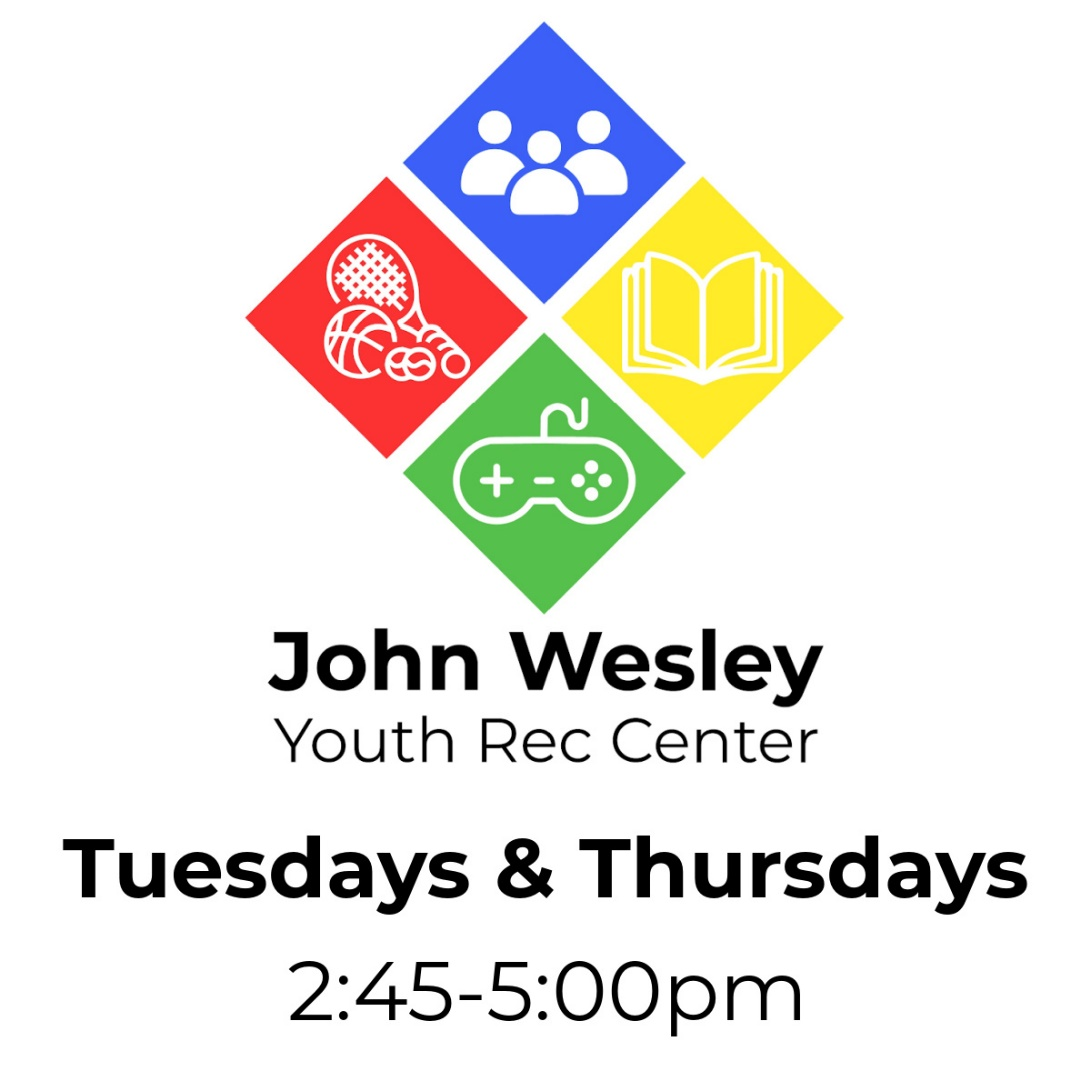 John Wesley
Youth Rec Center
Tuesdays & Thursdays
2:45-5:00pm